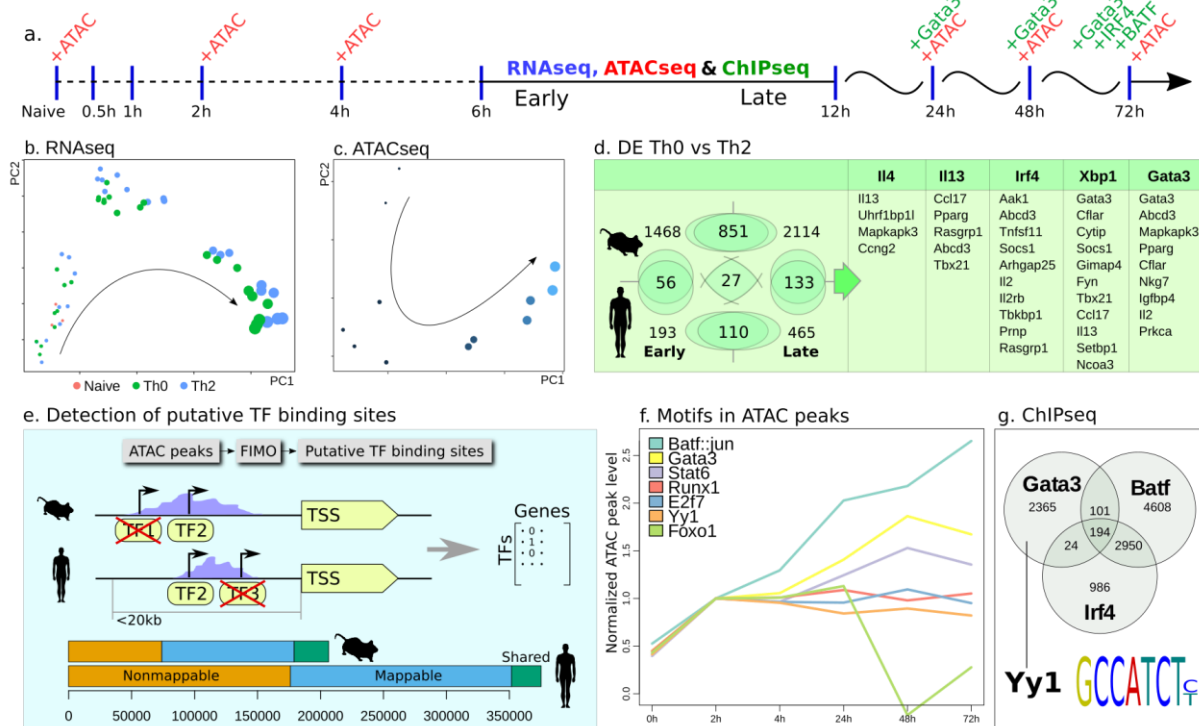 a.
+ATAC
+ATAC
+ATAC
+Gata3
+ATAC
+Gata3
+ATAC
+Gata3
+IRF4
+BATF
+ATAC
RNAseq, ATACseq & ChIPseq
Early Late
Naive 0.5h 1h 2h 4h 6h 12h 24h 48h 72h
b. RNAseq
PC2
PC1
Naive Th0 Th2
c. ATACseq
PC2
PC1
d. DE Th0 vs Th2
1468 851 2114
56 27 133
193 110 465
Early Late
Il4
Il13
Uhrf1bp1l
Mapkapk3
Ccng2
Il13
Ccl17
Pparg
Rasgrp1
Abcd3
Tbx21
Irf4
Aak1
Abcd3
Tnfsf11
Socs1
Arhgap25
Il2
Il2rb
Tbkbp1
Prnp
Rasgrp1
Xbp1
Gata3
Cflar
Cytip
Socs1
Gimap4
Fyn
Tbx21
Ccl17
Il13
Setbp1
Ncoa3
Gata3
Gata3
Abcd3
Mapkapk3
Pparg
Cflar
Nkg7
Igfbp4
Il2
Prkca
e. Detection of putative TF binding sites
ATAC peaks FIMO Putative TF binding sites
TF1 TF2 TSS
TF2 TF3 TSS
<20kb
Genes
TFs
0
1
0
Shared
Nonmappable Mappable
0 50000 100000 150000 200000 250000 300000 350000
f. Motifs in ATAC peaks
Normalized ATAC peak level
Batf::jun
Gata3
Stat6
Runx1
E2f7
Yy1
Foxo1
2.5
2.0
1.5
1.0
0.5
0.0
0h 2h 4h 24h 48h 72h
g. ChIPseq
Gata3 Batf
2365 101 4608
194
24 2950
986
Irf4
Yy1
GCCATCTC
T